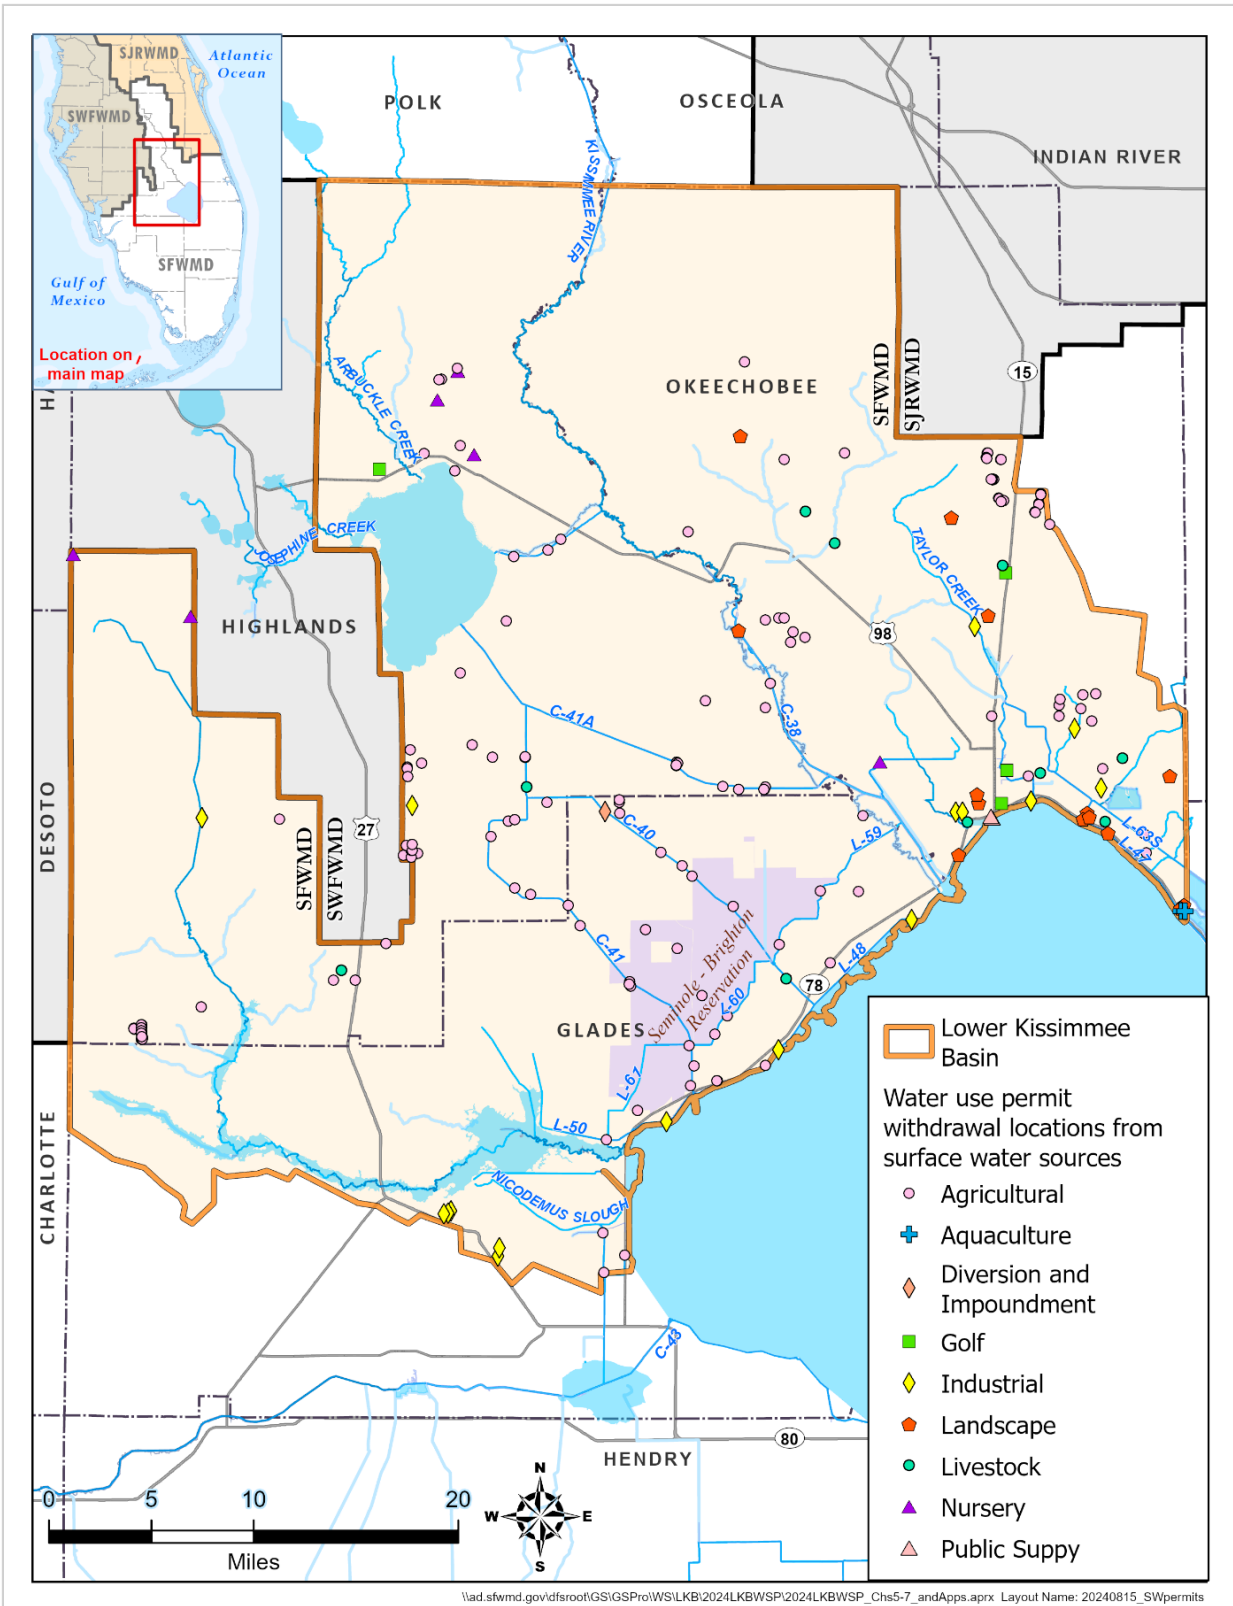 SJRWMD
Atlantic
Ocean
SWFWMD
SFWMD
Gulf of
Mexico
Location on
main map
POLK
OSCEOLA
INDIAN RIVER
KISSIMMEE RIVER
ARBUCKLE CREEK
OKEECHOBEE
SFWMD
SJRWMD
15
H
JOSEPHINE CREEK
TAYLOR CREEK
HIGHLANDS
98
C-41A
C-38
DESOTO
27
SFWMD
SWFWMD
C-40
L-59
L-63S
L-47
C-41
Seminole - Brighton
Reservation
L-48
78
L-60
GLADES
L-61
L-50
CHARLOTTE
NICODEMUS SLOUGH
C-43
80
HENDRY
Lower Kissimmee
Basin
Water use permit
withdrawal locations from
surface water sources
Agricultural
Aquaculture
Diversion and
Impoundment
Golf
Industrial
Landscape
Livestock
Nursery
Public Suppy
0 5 10 20
Miles
N
W E
S
\\ad.sfwmd.gov\dfsroot\GS\GSPro\WS\LKB\2024LKBWSP\2024LKBWSP_Chs5-7_andApps.aprx Layout Name: 20240815_SWpermits